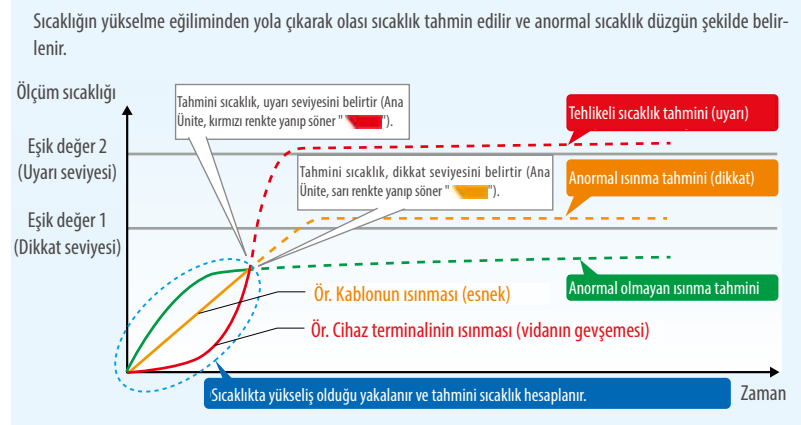 Sıcaklığın yükselme eğiliminden yola çıkarak olası sıcaklık tahmin edilir ve anormal sıcaklık düzgün şekilde belir-
lenir.
Ölçüm sıcaklığı
Tahmini sıcaklık, uyarı seviyesini belirtir (Ana
Ünite, kırmızı renkte yanıp söner " ").
Tehlikeli sıcaklık tahmini (uyarı)
Eşik değer 2
(Uyarı seviyesi)
Tahmini sıcaklık, dikkat seviyesini belirtir (Ana
Ünite, sarı renkte yanıp söner " ").
Anormal ısınma tahmini (dikkat)
Eşik değer 1
(Dikkat seviyesi)
Anormal olmayan ısınma tahmini
Ör. Kablonun ısınması (esnek)
Ör. Cihaz terminalinin ısınması (vidanın gevşemesi)
Sıcaklıkta yükseliş olduğu yakalanır ve tahmini sıcaklık hesaplanır.
Zaman